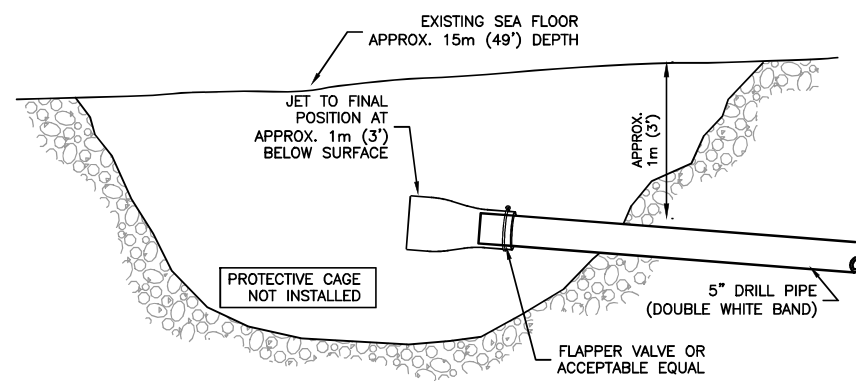 EXISTING SEA FLOOR
APPROX. 15m (49') DEPTH
JET TO FINAL
POSITION AT
APPROX. 1m (3')
BELOW SURFACE
APPROX.
1m (3')
PROTECTIVE CAGE
NOT INSTALLED
5" DRILL PIPE
(DOUBLE WHITE BAND)
FLAPPER VALVE OR
ACCEPTABLE EQUAL